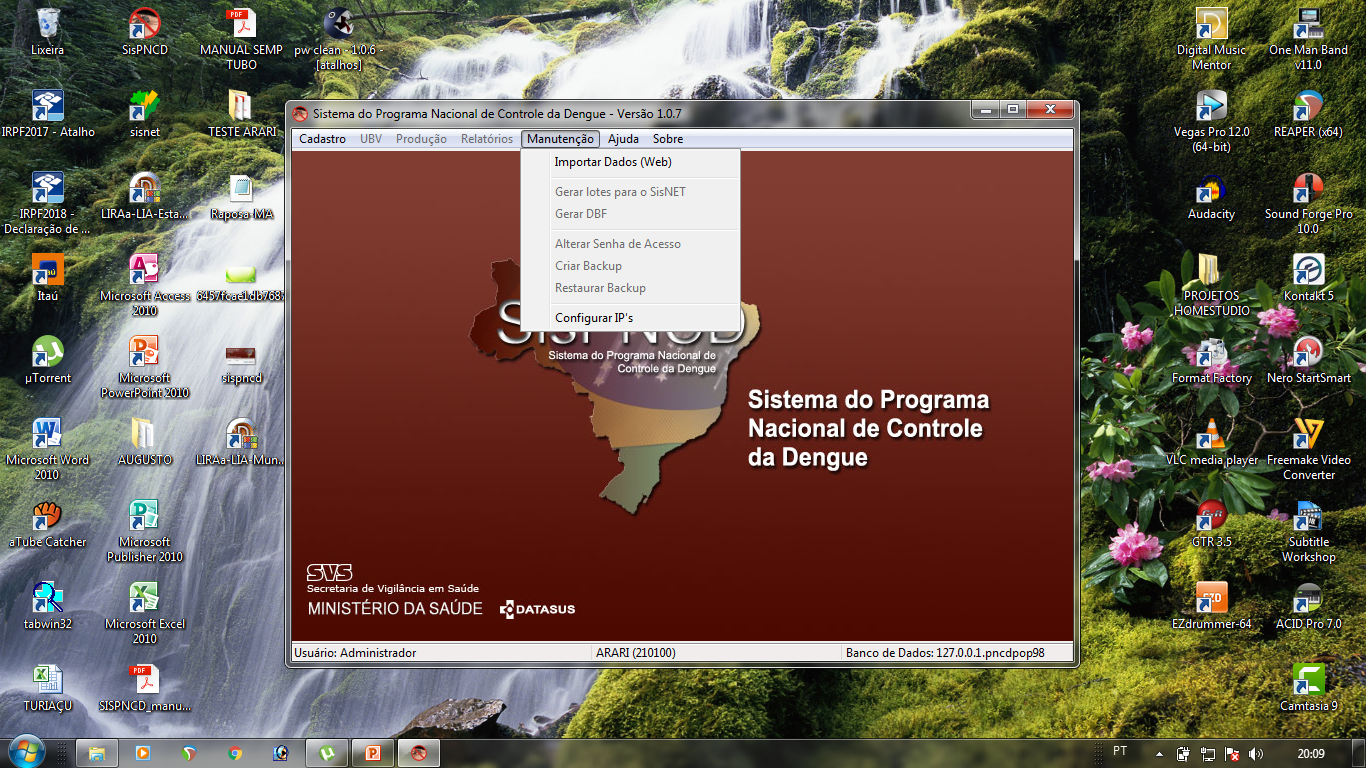 Lixeira
SisPNCD
MANUAL SEMP
TUBO
pw clean - 1.0.6 -
[atalhos]
IRPF2017 - Atalho
sisnet
TESTE ARARI
IRPF2018 -
Declaração de ...
LIRAa-LIA-Esta...
Raposa-MA
Itaú
Microsoft Access
2010
6457fcae1db7687
µTorrent
Microsoft
PowerPoint 2010
sispncd
Microsoft Word
2010
AUGUSTO
LIRAa-LIA-Mun...
aTube Catcher
Microsoft
Publisher 2010
tabwin32
Microsoft Excel
2010
TURIAÇU
SISPNCD_manu...
Sistema do Programa Nacional de Controle da Dengue - Versão 1.0.7
Cadastro UBV Produção Relatórios Manutenção Ajuda Sobre
Importar Dados (Web)
Gerar lotes para o SisNET
Gerar DBF
Alterar Senha de Acesso
Criar Backup
Restaurar Backup
Configurar IP's
SISPNCD
Sistema do Programa Nacional de
Controle da Dengue
Sistema do Programa
Nacional de Controle
da Dengue
SVS
Secretaria de Vigilância em Saúde
MINISTÉRIO DA SAÚDE DATASUS
Usuário: Administrador ARARI (210100) Banco de Dados: 127.0.0.1.pncdpop98
Digital Music
Mentor
One Man Band
v11.0
Vegas Pro 12.0
(64-bit)
REAPER (x64)
Audacity
Sound Forge Pro
10.0
PROJETOS
HOMESTUDIO
Kontakt 5
Format Factory
Nero StartSmart
VLC media player
Freemake Video
Converter
GTR 3.5
Subtitle
Workshop
EZdrummer-64
ACID Pro 7.0
Camtasia 9
PT 20:09